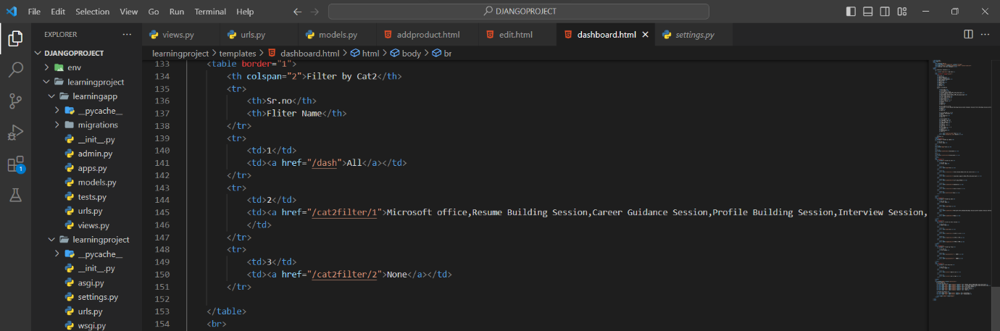 File Edit Selection View Go Run Terminal Help DJANGOPROJECT
EXPLORER
views.py urls.py models.py addproduct.html edit.html dashboard.html settings.py
DJANGOPROJECT
env
learningproject
learningapp
__pycache__
migrations
__init__.py
admin.py
apps.py
models.py
tests.py
urls.py
views.py
learningproject
__pycache__
__init__.py
asgi.py
settings.py
urls.py
wsgi.py
1
learningproject > templates > dashboard.html > html > body > br
133 <table border="1">
134 <th colspan="2">Filter by Cat2</th>
135 <tr>
136 <th>Sr.no</th>
137 <th>Fliter Name</th>
138 </tr>
139 <tr>
140 <td>1</td>
141 <td><a href="/dash">All</a></td>
142 </tr>
143 <tr>
144 <td>2</td>
145 <td><a href="/cat2filter/1">Microsoft office,Resume Building Session,Career Guidance Session,Profile Building Session,Interview Session,
146 </td>
147 </tr>
148 <tr>
149 <td>3</td>
150 <td><a href="/cat2filter/2">None</a></td>
151 </tr>
152
153 </table>
154 <br>